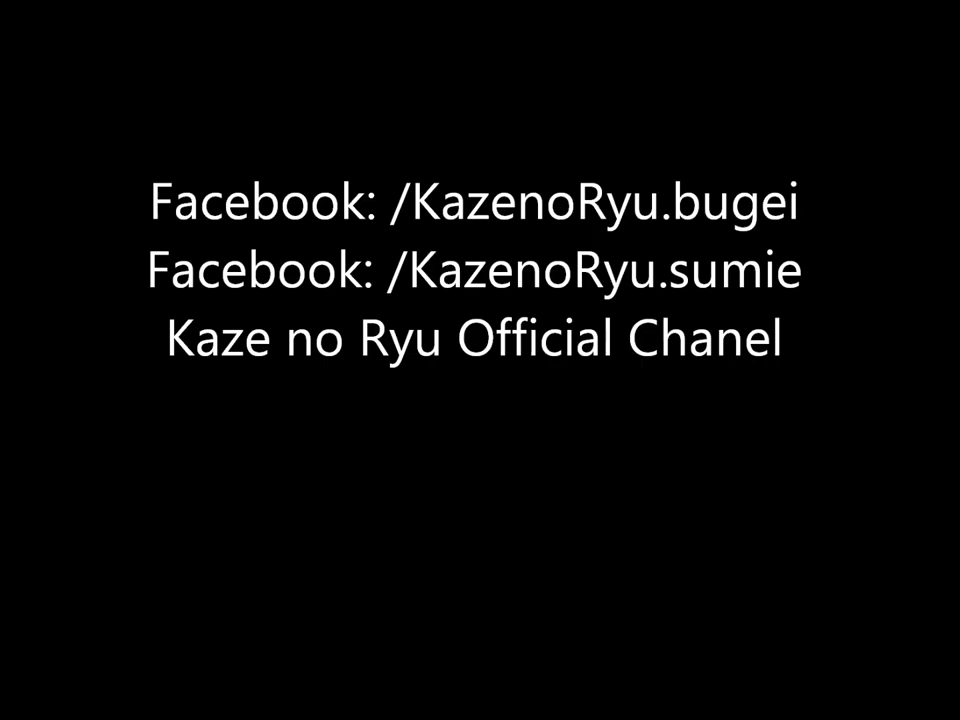 Facebook: /KazenoRyu.bugei
Facebook: /KazenoRyu.sumie
Kaze no Ryu Official Chanel